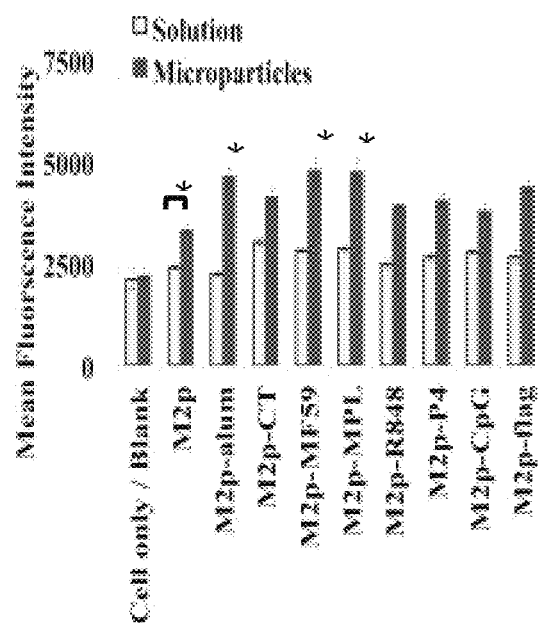 Solution
Microparticles
Mean Fluorescence Intensity
7500
5000
2500
0
Cell only / Blank
M2p
M2p-alum
M2p-CT
M2p-MF59
M2p-MPL
M2p-R848
M2p-P4
M2p-CpG
M2p-flag